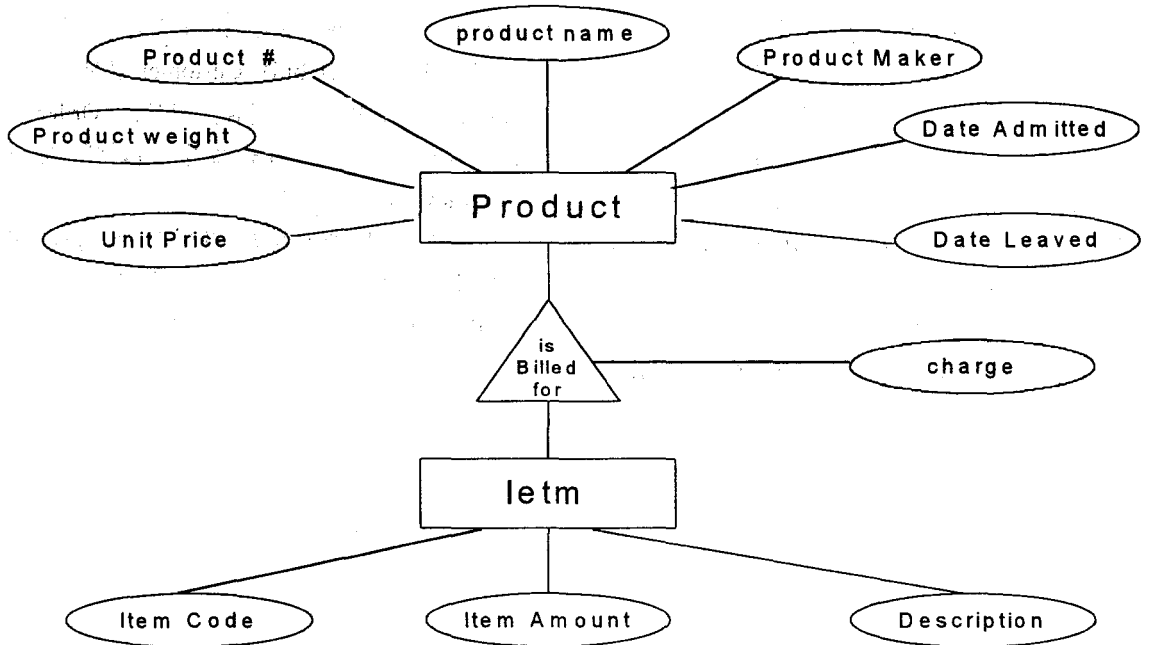 product name
Product #
Product Maker
Product weight
Date Admitted
Product
Unit Price
Date Leaved
is
Billed
for
charge
Ietm
Item Code
Item Amount
Description